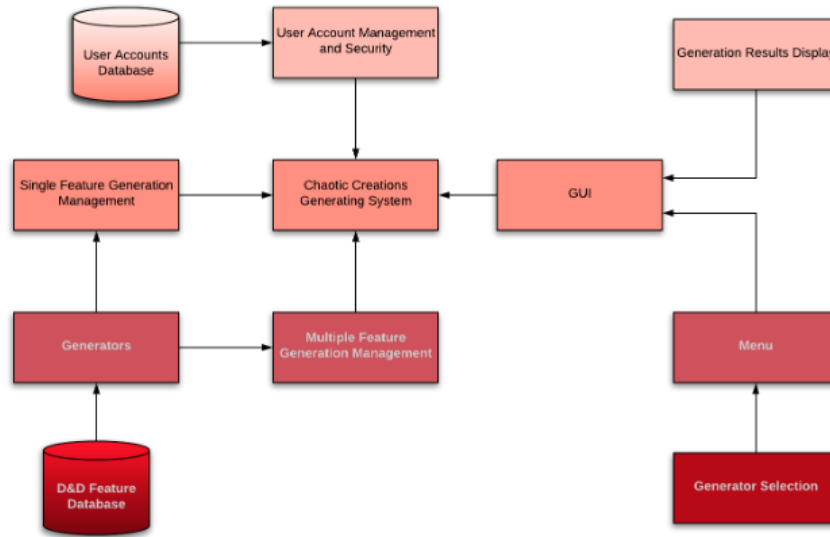 User Accounts
Database
User Account Management
and Security
Generation Results Display
Single Feature Generation
Management
Chaotic Creations
Generating System
GUI
Generators
Multiple Feature
Generation Management
Menu
D&D Feature
Database
Generator Selection